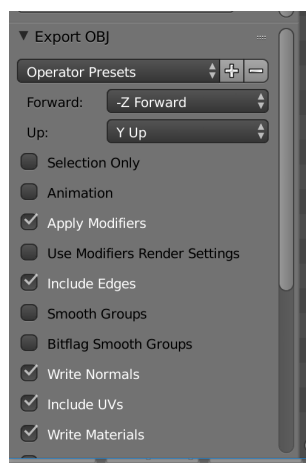 Export OBJ
Operator Presets
Forward: -Z Forward
Up: Y Up
Selection Only
Animation
Apply Modifiers
Use Modifiers Render Settings
Include Edges
Smooth Groups
Bitflag Smooth Groups
Write Normals
Include UVs
Write Materials